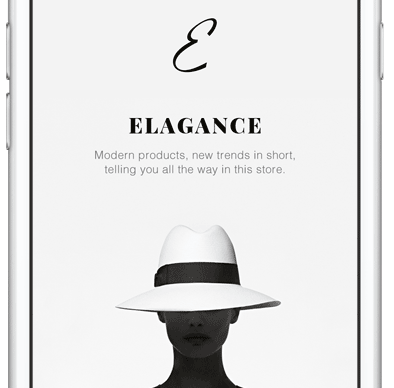 E
ELAGANCE
Modern products, new trends in short,
telling you all the way in this store.